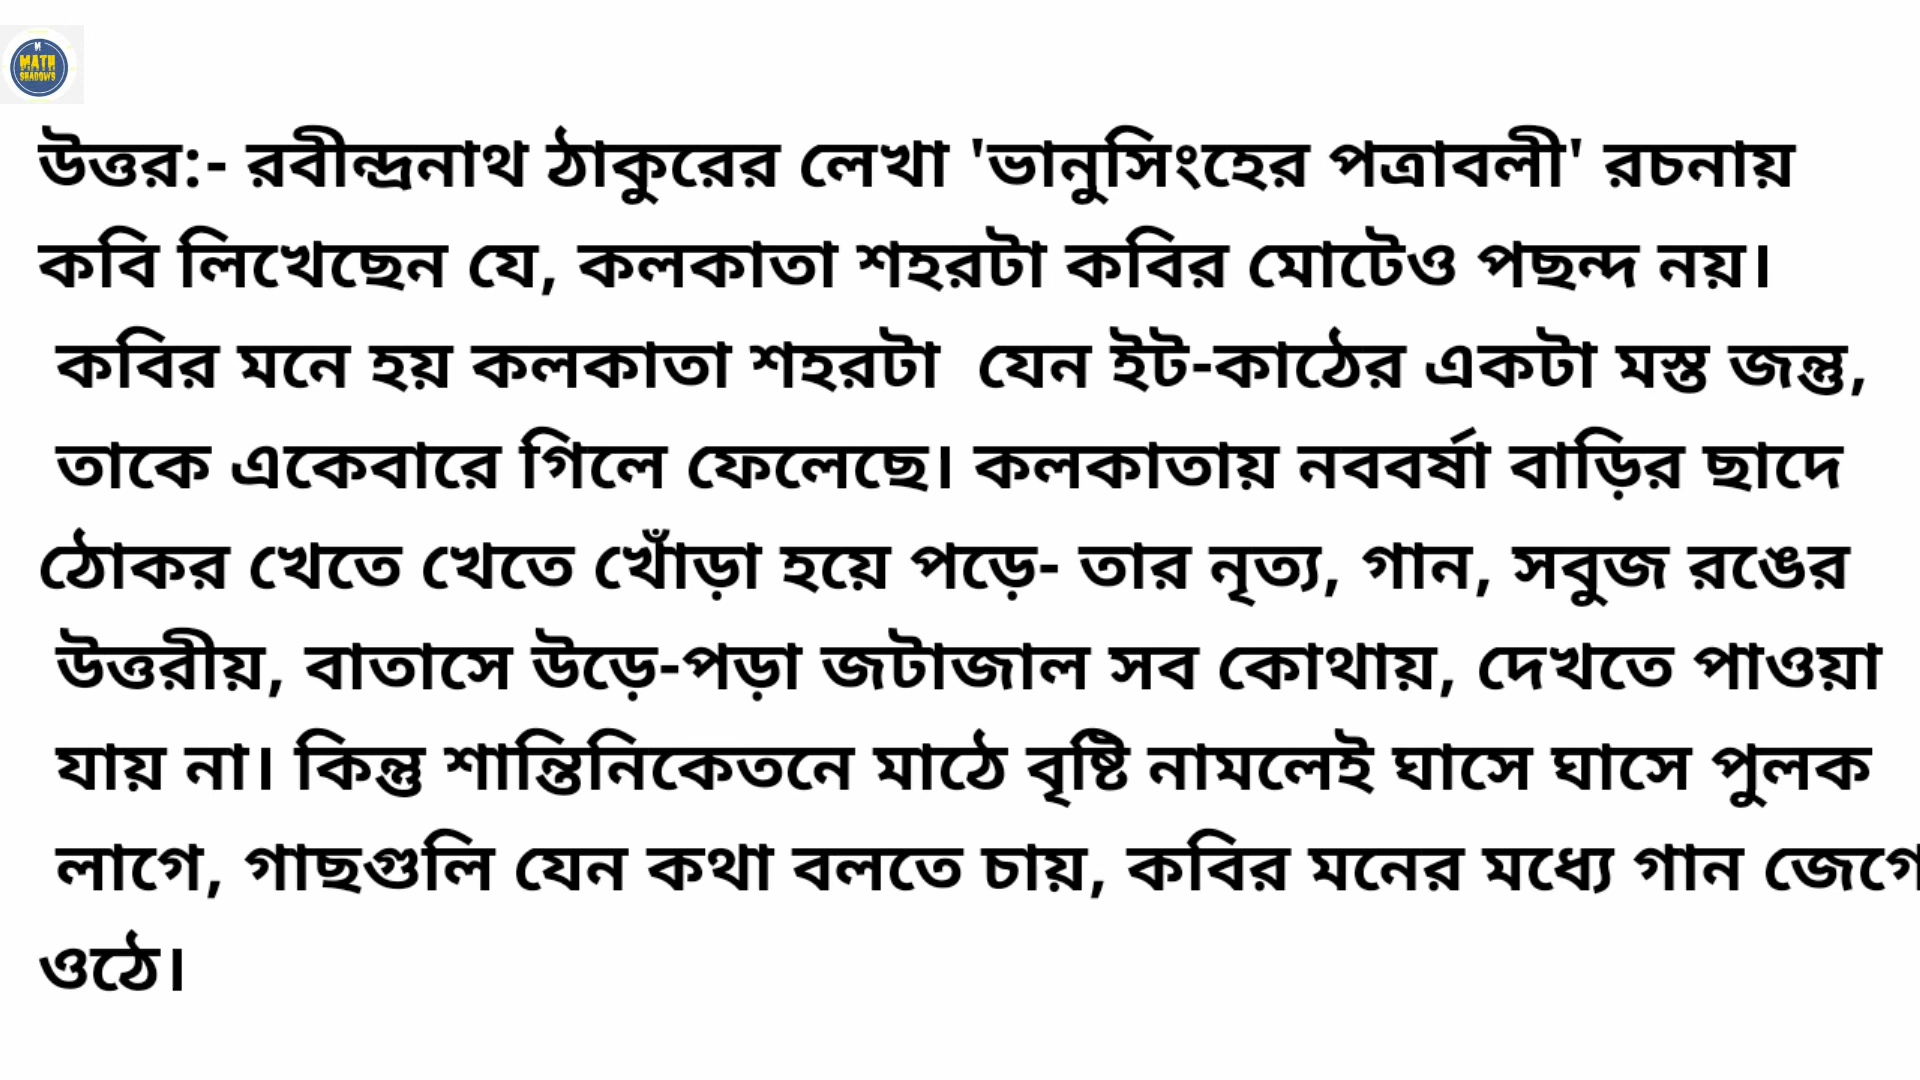 M
MATH
SHADOWS
উত্তর:- রবীন্দ্রনাথ ঠাকুরের লেখা 'ভানুসিংহের পত্রাবলী' রচনায়
কবি লিখেছেন যে, কলকাতা শহরটা কবির মোটেও পছন্দ নয়।
কবির মনে হয় কলকাতা শহরটা যেন ইট-কাঠের একটা মস্ত জন্তু,
তাকে একেবারে গিলে ফেলেছে। কলকাতায় নববর্ষা বাড়ির ছাদে
ঠোকর খেতে খেতে খোঁড়া হয়ে পড়ে- তার নৃত্য, গান, সবুজ রঙের
উত্তরীয়, বাতাসে উড়ে-পড়া জটাজাল সব কোথায়, দেখতে পাওয়া
যায় না। কিন্তু শান্তিনিকেতনে মাঠে বৃষ্টি নামলেই ঘাসে ঘাসে পুলক
লাগে, গাছগুলি যেন কথা বলতে চায়, কবির মনের মধ্যে গান জেগে
ওঠে।